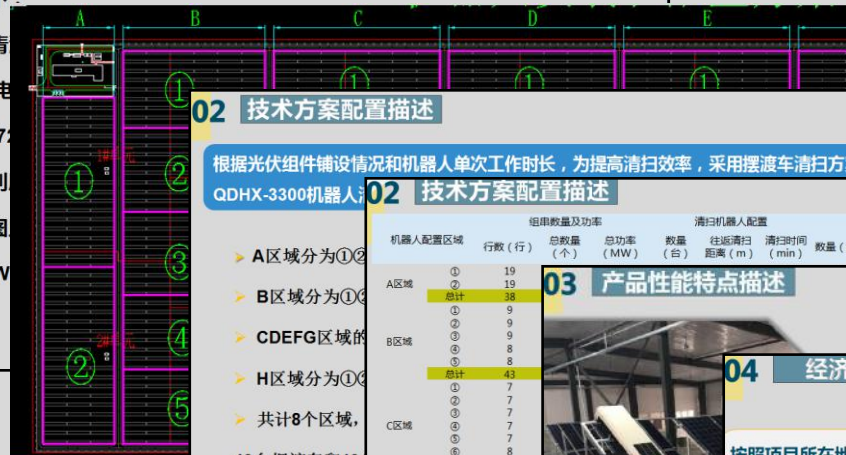 A B C D E
① ① ① ①
① ②
③
② ④
⑤
02 技术方案配置描述
根据光伏组件铺设情况和机器人单次工作时长，为提高清扫效率，采用摆渡车清扫方
QDHX-3300机器人
A区域分为①②
B区域分为①②
CDEFG区域的
H区域分为①②
共计8个区域，
02 技术方案配置描述
组串数量及功率 清扫机器人配置
机器人配置区域 行数（行） 总数量（个） 总功率（MW） 数量（台） 往返清扫距离（m） 清扫时间（min） 数量（
A区域 ① 19
② 19
总计 38
B区域 ① 9
② 9
③ 9
④ 8
⑤ 8
总计 43
C区域 ① 7
② 7
③ 7
④ 7
⑤ 7
⑥ 8
03 产品性能特点描述
04 经济
按照项目所在地